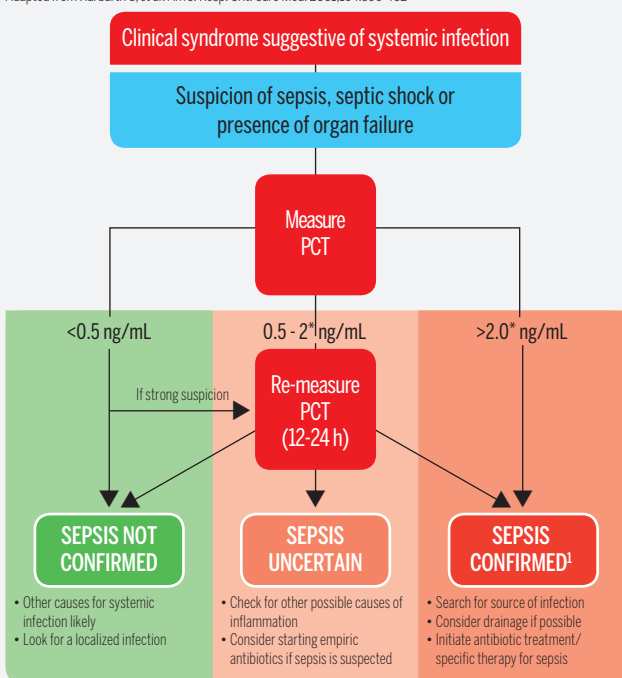 Clinical syndrome suggestive of systemic infection
Suspicion of sepsis, septic shock or
presence of organ failure
Measure
PCT
<0.5 ng/mL
0.5 - 2* ng/mL
>2.0* ng/mL
If strong suspicion
Re-measure
PCT
(12-24 h)
SEPSIS NOT
CONFIRMED
SEPSIS
UNCERTAIN
SEPSIS
CONFIRMED¹
• Other causes for systemic
infection likely
• Look for a localized infection
• Check for other possible causes of
inflammation
• Consider starting empiric
antibiotics if sepsis is suspected
• Search for source of infection
• Consider drainage if possible
• Initiate antibiotic treatment/
specific therapy for sepsis